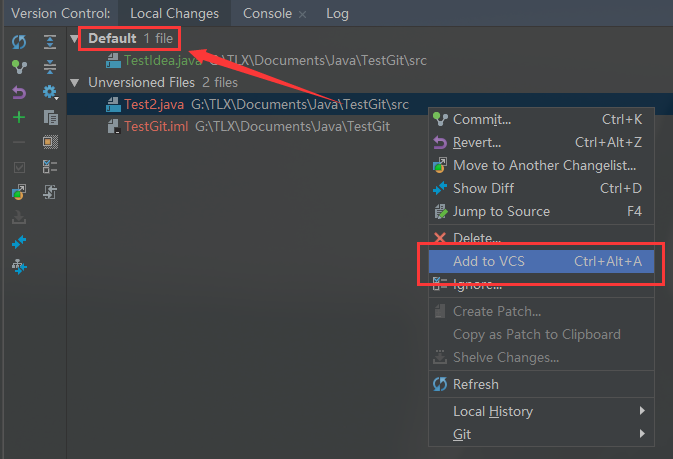 Version Control: Local Changes Console × Log
Default 1 file
TestIdea.java G:\TLX\Documents\Java\TestGit\src
Unversioned Files 2 files
Test2.java G:\TLX\Documents\Java\TestGit\src
TestGit.iml G:\TLX\Documents\Java\TestGit
Commit... Ctrl+K
Revert... Ctrl+Alt+Z
Move to Another Changelist...
Show Diff Ctrl+D
Jump to Source F4
Delete...
Add to VCS Ctrl+Alt+A
Ignore...
Create Patch...
Copy as Patch to Clipboard
Shelve Changes...
Refresh
Local History
Git